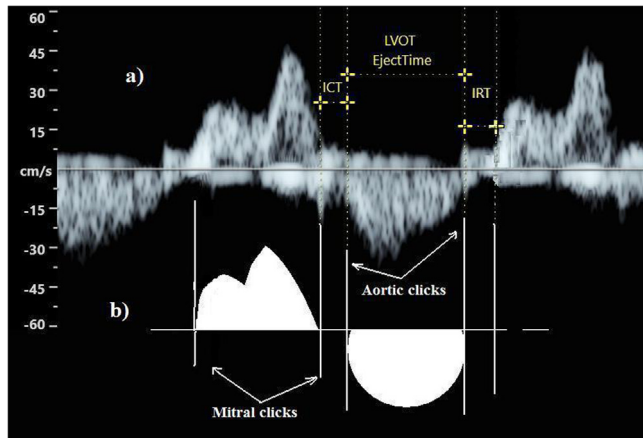 60
a)
LVOT
EjectTime
45
ICT
30
IRT
15
cm/s
-15
-30
-45
b)
Aortic clicks
-60
Mitral clicks